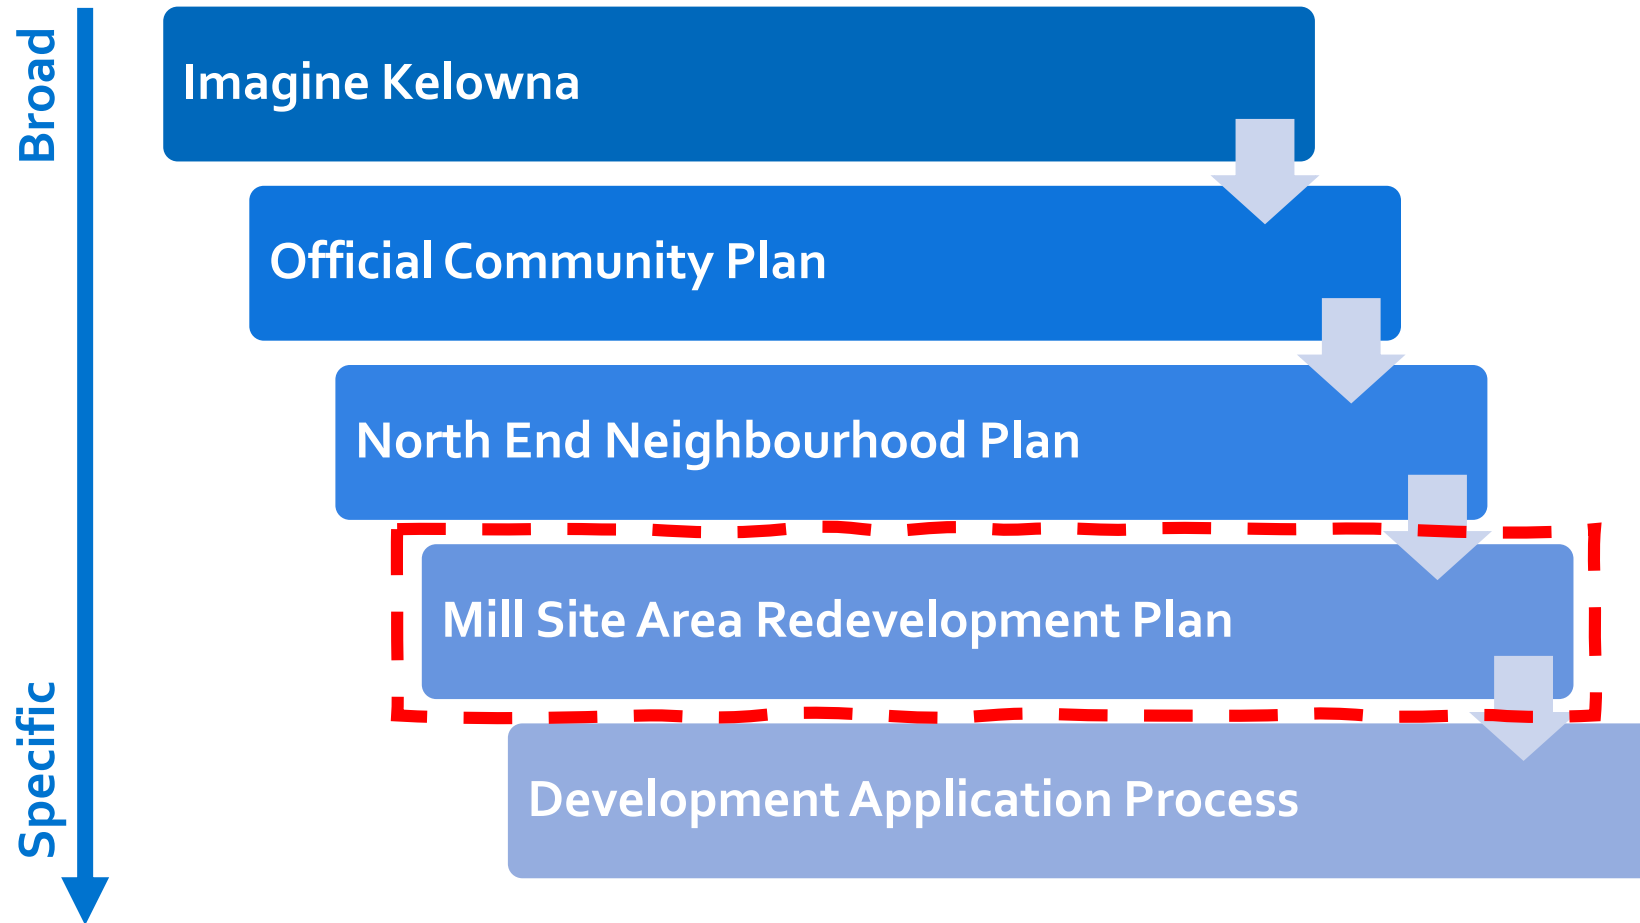 Broad
Imagine Kelowna
Official Community Plan
North End Neighbourhood Plan
Mill Site Area Redevelopment Plan
Specific
Development Application Process